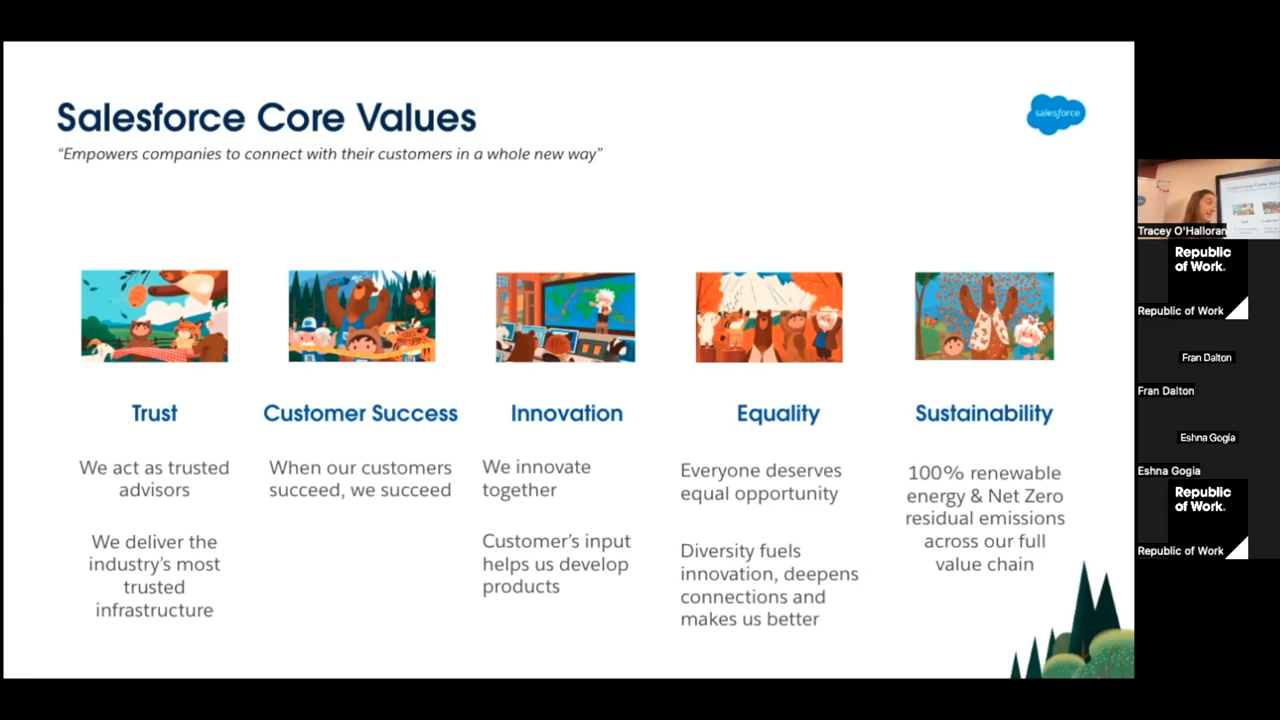 Salesforce Core Values
“Empowers companies to connect with their customers in a whole new way”
salesforce
Trust
We act as trusted
advisors
We deliver the
industry’s most
trusted
infrastructure
Customer Success
When our customers
succeed, we succeed
Innovation
We innovate
together
Customer’s input
helps us develop
products
Equality
Everyone deserves
equal opportunity
Diversity fuels
innovation, deepens
connections and
makes us better
Sustainability
100% renewable
energy & Net Zero
residual emissions
across our full
value chain
Tracey O'Halloran
Republic
of Work.
Republic of Work
Fran Dalton
Fran Dalton
Eshna Gogia
Eshna Gogia
Republic
of Work.
Republic of Work